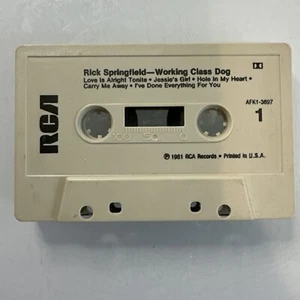 Rick Springfield—Working Class Dog
Love Is Alright Tonite • Jessie's Girl • Hole In My Heart •
Carry Me Away • I've Done Everything For You
AFK1-3697
1
RCA
℗ 1981 RCA Records • Printed in U.S.A.